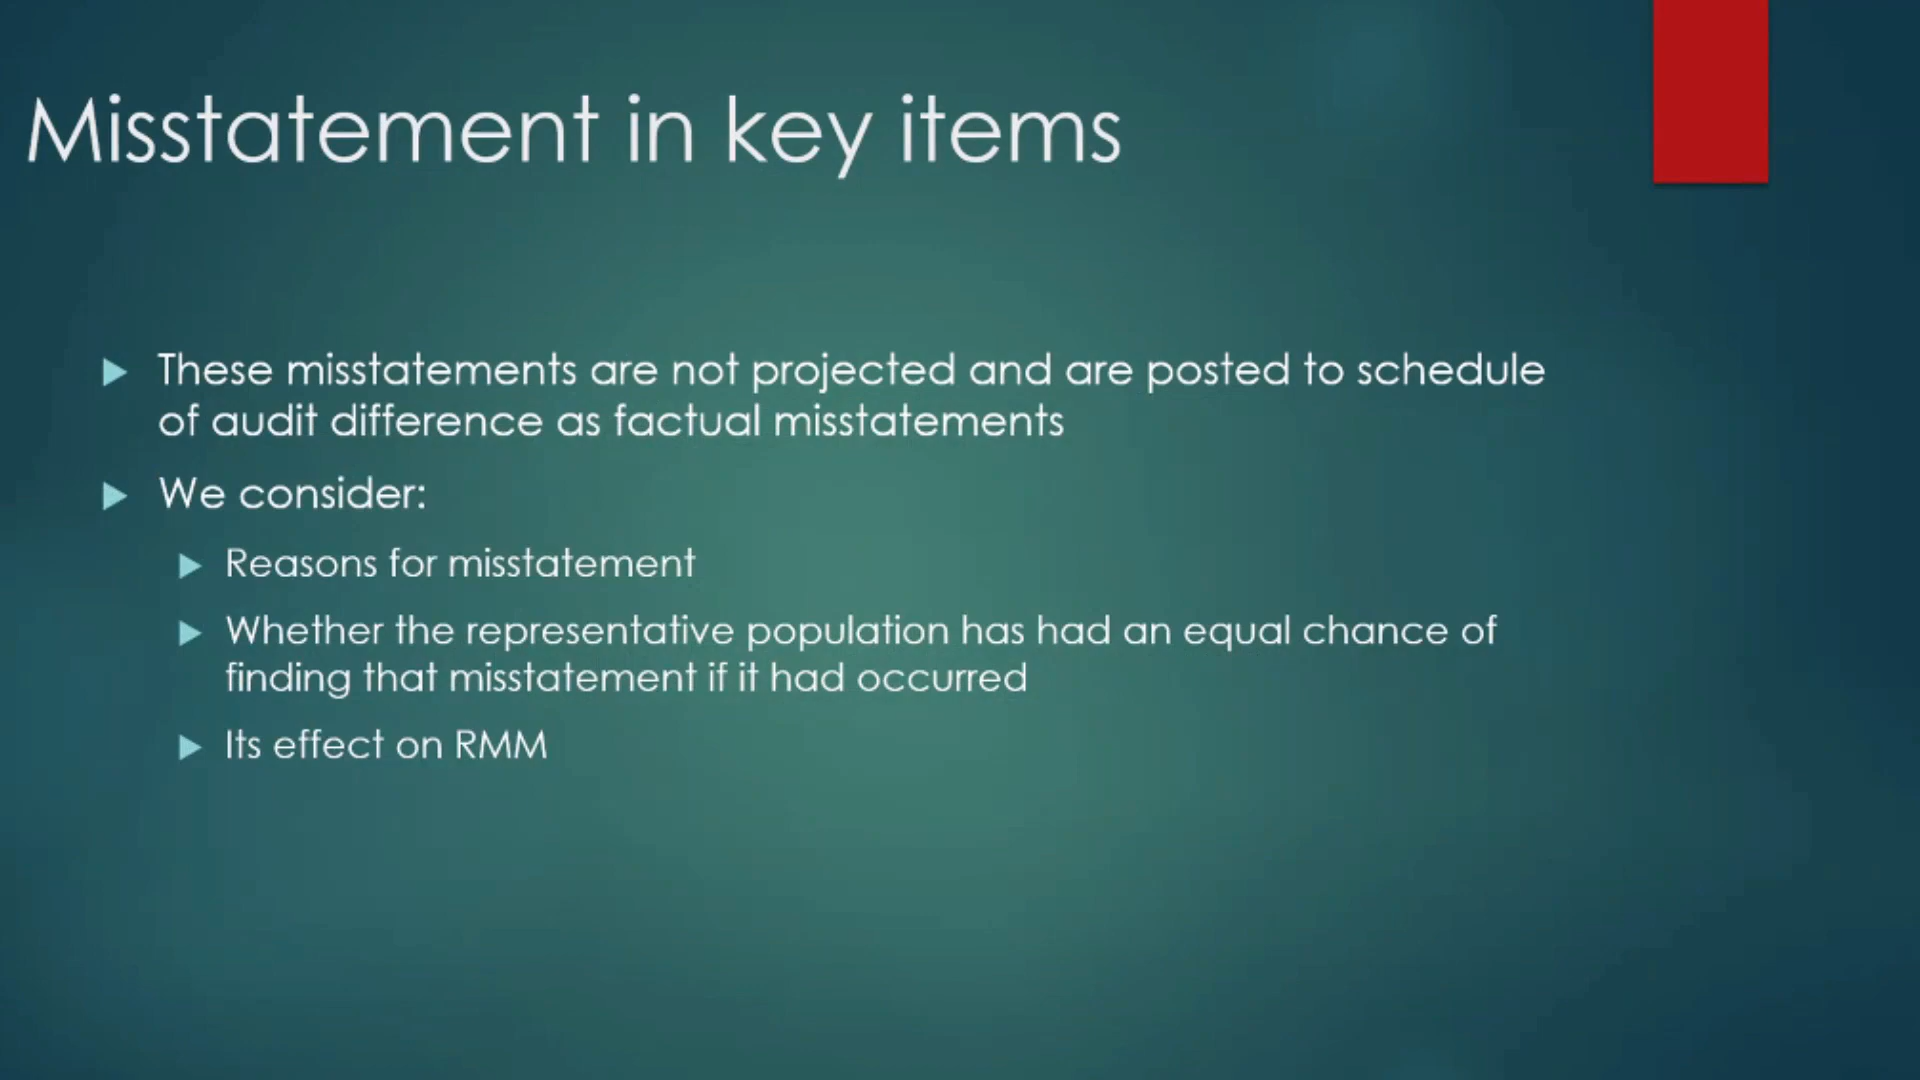 Misstatement in key items
These misstatements are not projected and are posted to schedule
of audit difference as factual misstatements
We consider:
Reasons for misstatement
Whether the representative population has had an equal chance of
finding that misstatement if it had occurred
Its effect on RMM